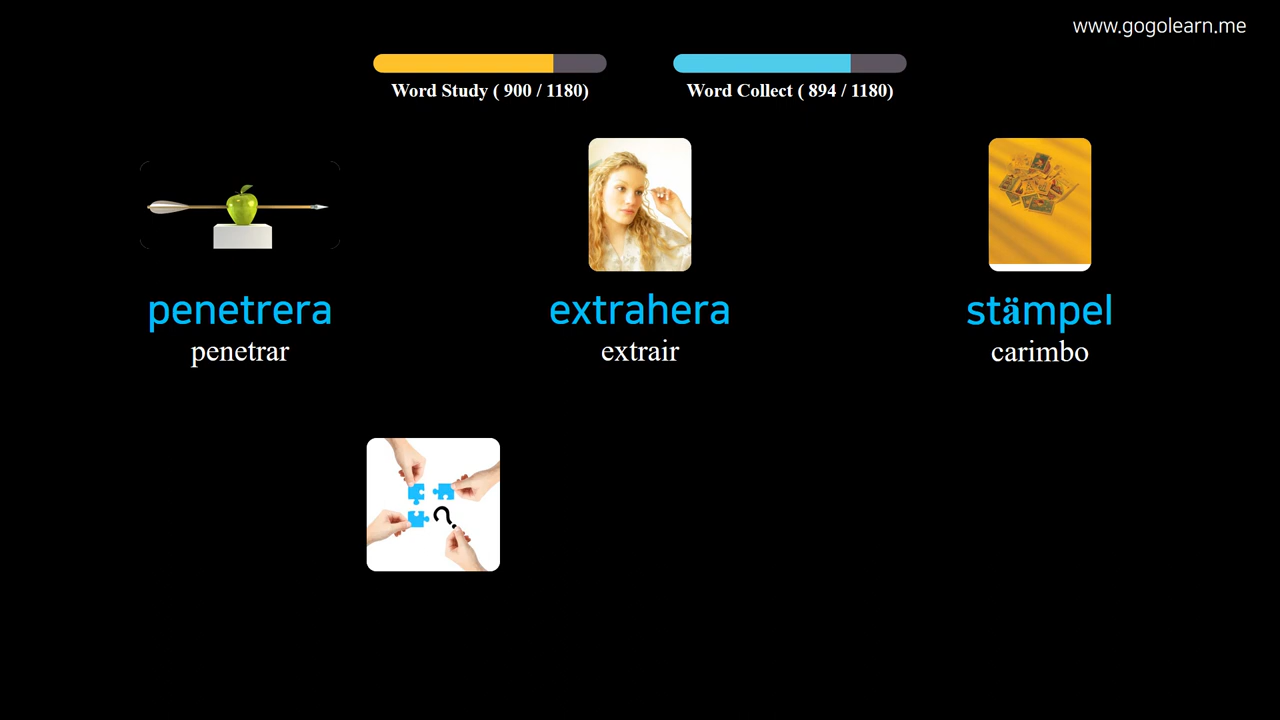 www.gogolearn.me
Word Study ( 900 / 1180)
Word Collect ( 894 / 1180)
penetrera
penetrar
extrahera
extrair
stämpel
carimbo
?